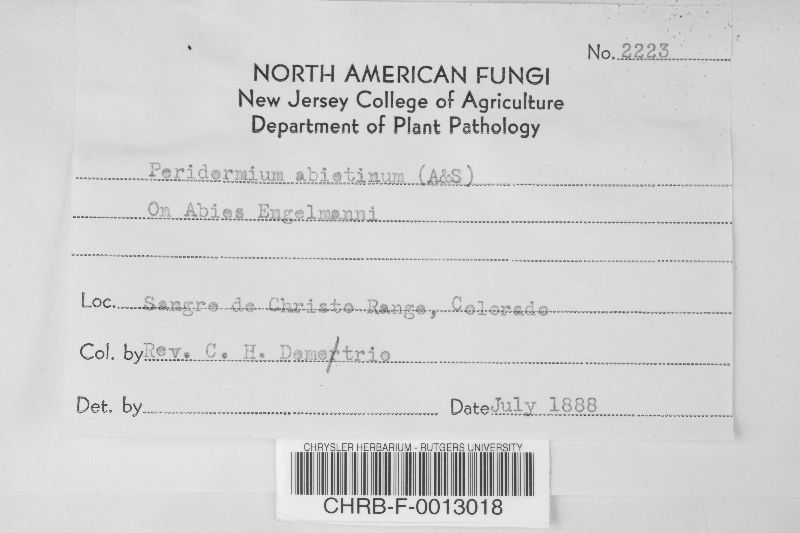 No. 2223
NORTH AMERICAN FUNGI
New Jersey College of Agriculture
Department of Plant Pathology
Peridermium abietinum (A&S)
On Abies Engelmanni
Loc. Sangre de Christo Range, Colorado
Col. by Rev. C. H. Deme/trio
Det. by
Date July 1888
CHRYSLER HERBARIUM - RUTGERS UNIVERSITY
CHRB-F-0013018